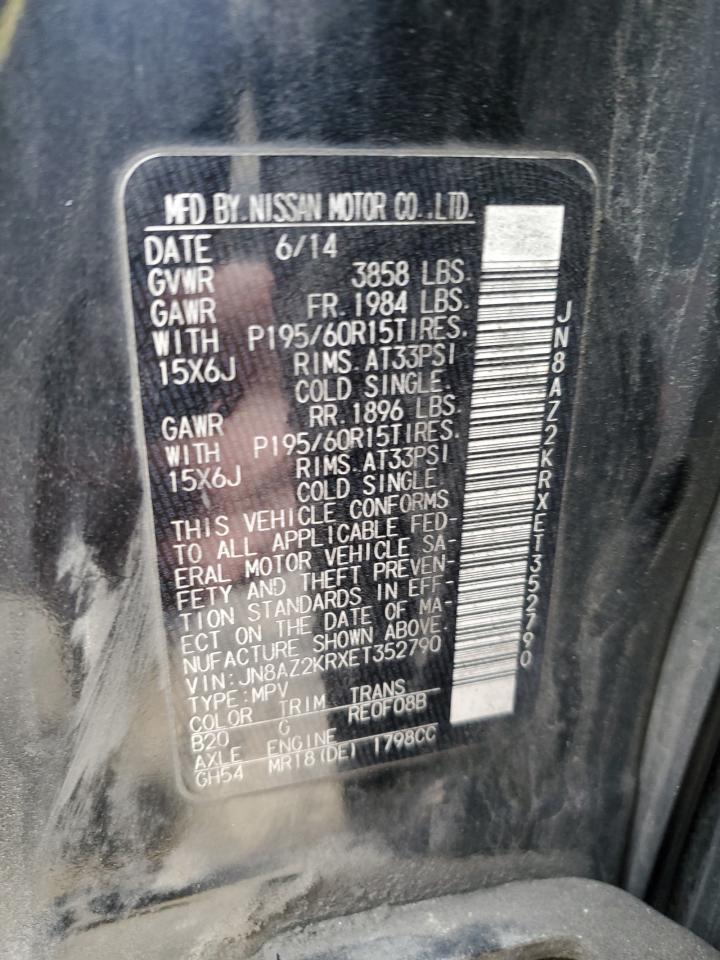 MFD BY.NISSAN MOTOR CO.,LTD.
DATE 6/14
GVWR 3858 LBS.
GAWR FR.1984 LBS.
WITH P195/60R15TIRES.
15X6J RIMS.AT33PSI
COLD SINGLE
GAWR RR.1896 LBS.
WITH P195/60R15TIRES.
15X6J RIMS.AT33PSI
COLD SINGLE
THIS VEHICLE CONFORMS
TO ALL APPLICABLE FED-
ERAL MOTOR VEHICLE SA-
FETY AND THEFT PREVEN-
TION STANDARDS IN EFF-
ECT ON THE DATE OF MA-
NUFACTURE SHOWN ABOVE.
VIN:JN8AZ2KRXET352790
TYPE:MPV
COLOR TRIM TRANS
B20 G RE0F08B
AXLE ENGINE
GH54 MR18(DE) 1798CC
JN8AZ2KRXET352790